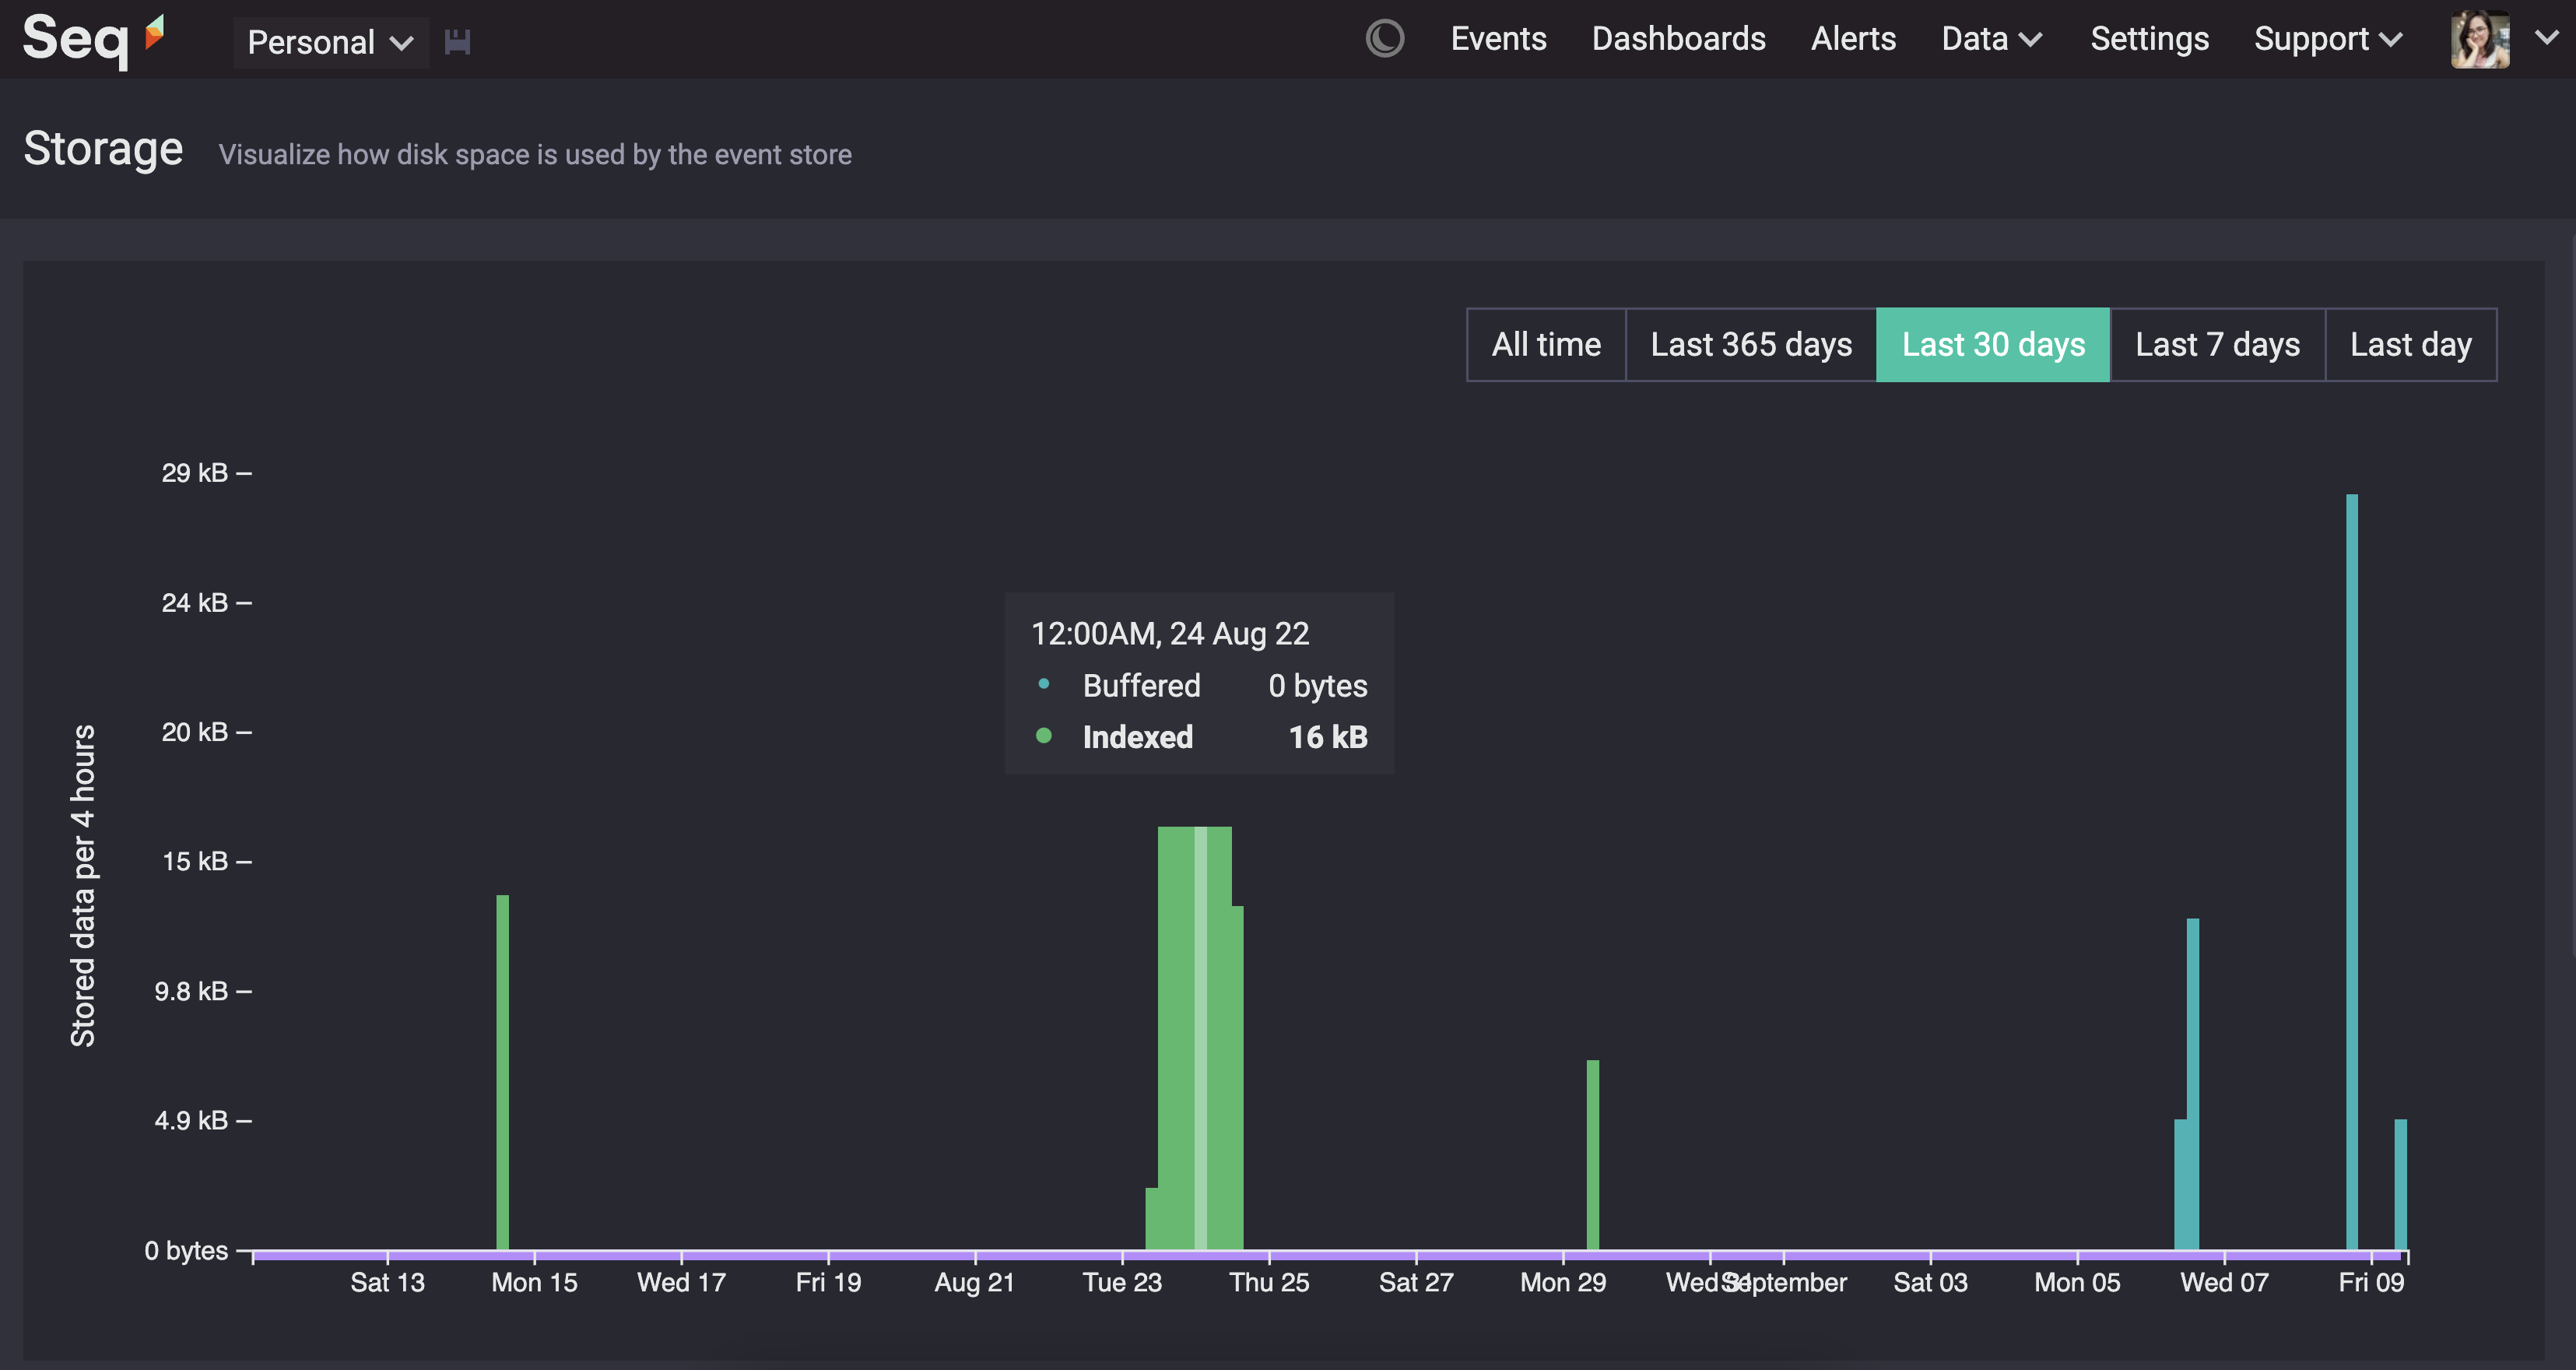 Seq Personal Events Dashboards Alerts Data Settings Support
Storage Visualize how disk space is used by the event store
All time Last 365 days Last 30 days Last 7 days Last day
29 kB
24 kB
20 kB
15 kB
9.8 kB
4.9 kB
0 bytes
Stored data per 4 hours
12:00AM, 24 Aug 22
Buffered 0 bytes
Indexed 16 kB
Sat 13 Mon 15 Wed 17 Fri 19 Aug 21 Tue 23 Thu 25 Sat 27 Mon 29 Wed 31 September Sat 03 Mon 05 Wed 07 Fri 09